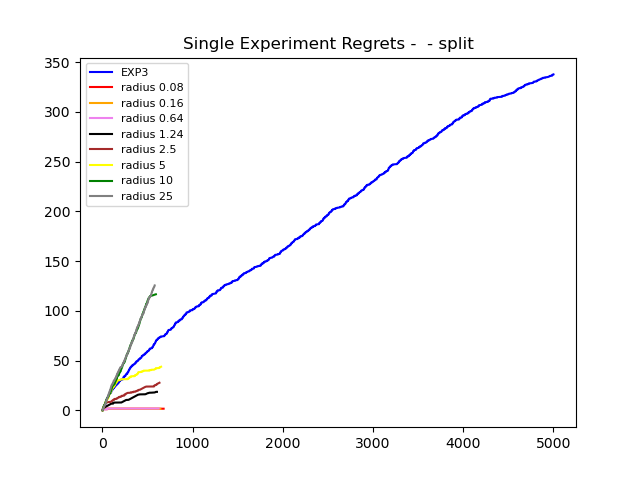 Single Experiment Regrets -  - split
350
300
250
200
150
100
50
0
EXP3
radius 0.08
radius 0.16
radius 0.64
radius 1.24
radius 2.5
radius 5
radius 10
radius 25
0 1000 2000 3000 4000 5000